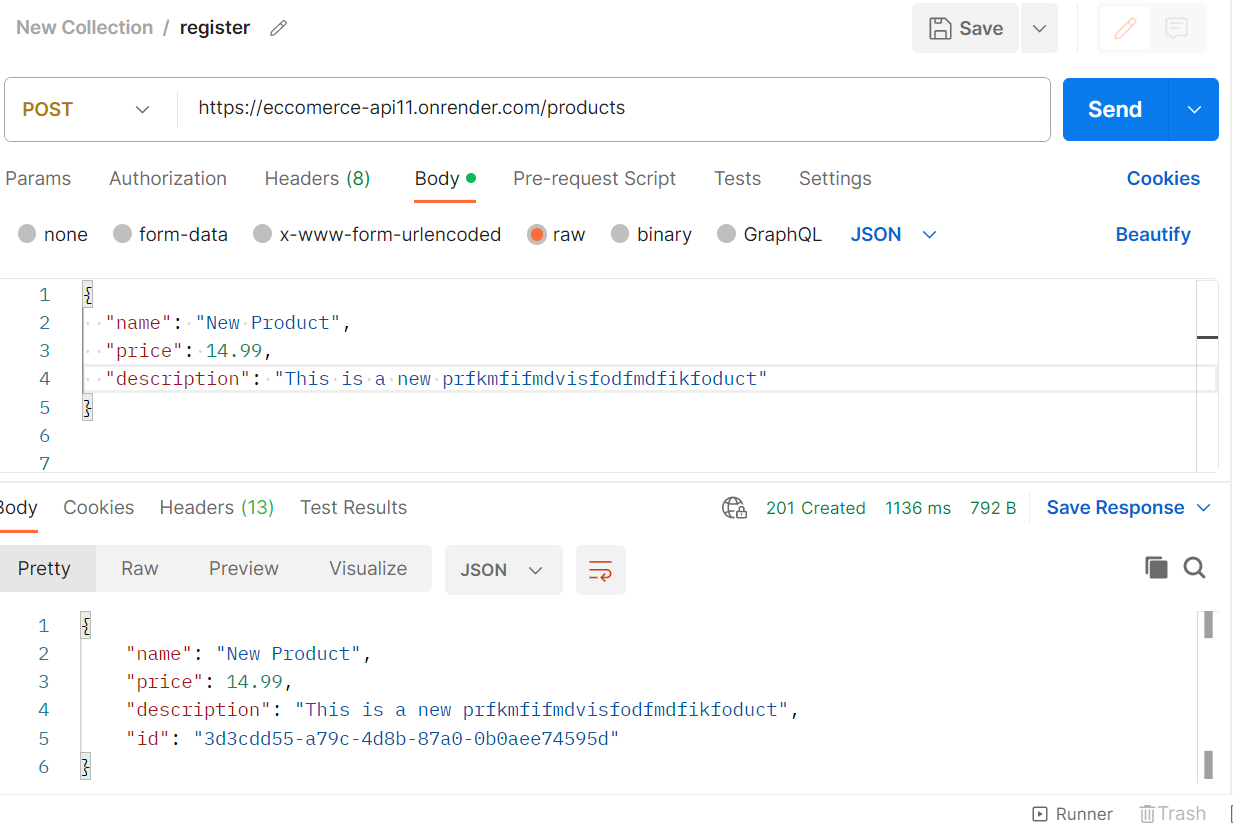 New Collection / register
Save
POST https://eccomerce-api11.onrender.com/products Send
Params Authorization Headers (8) Body Pre-request Script Tests Settings Cookies
none form-data x-www-form-urlencoded raw binary GraphQL JSON Beautify
1 {
2 "name": "New Product",
3 "price": 14.99,
4 "description": "This is a new prfkmfifmdvisfodfmdfikfoduct"
5 }
6
7
Body Cookies Headers (13) Test Results 201 Created 1136 ms 792 B Save Response
Pretty Raw Preview Visualize JSON
1 {
2 "name": "New Product",
3 "price": 14.99,
4 "description": "This is a new prfkmfifmdvisfodfmdfikfoduct",
5 "id": "3d3cdd55-a79c-4d8b-87a0-0b0aee74595d"
6 }
Runner Trash